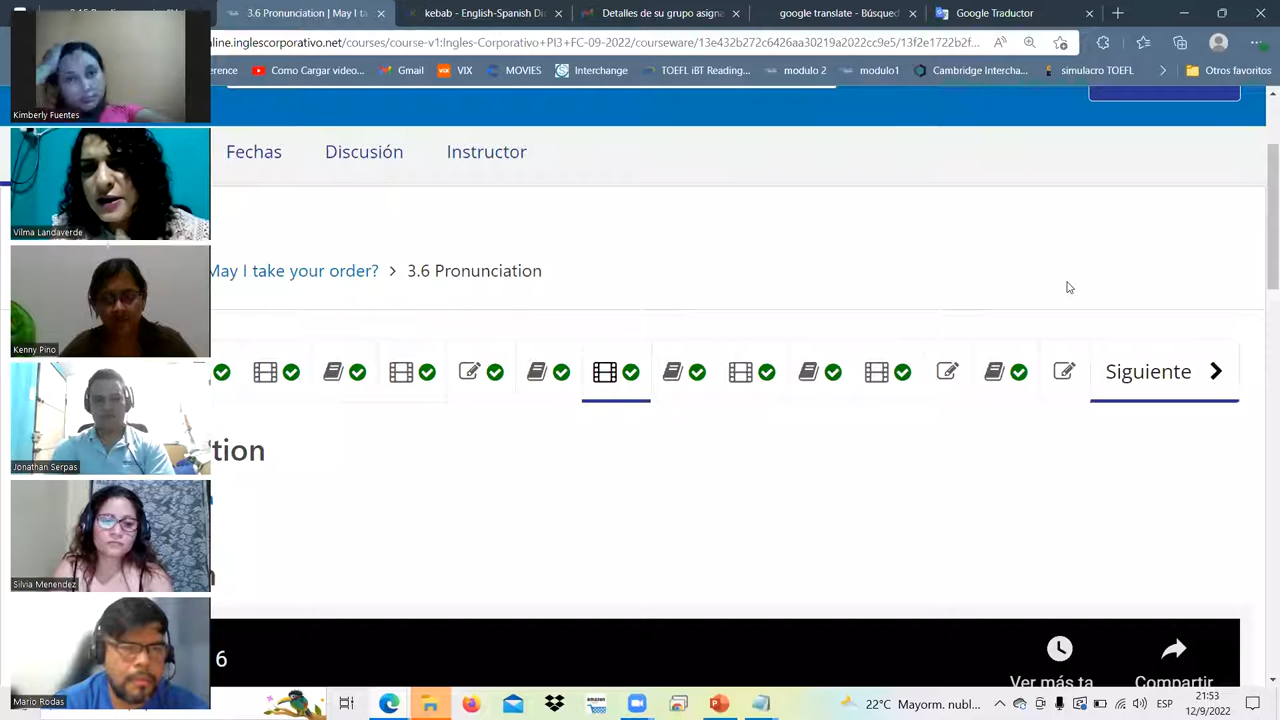 3.6 Pronunciation | May I ta
kebab - English-Spanish Di
Detalles de su grupo asigna
google translate - Búsqued
Google Traductor
nline.inglescorporativo.net/courses/course-v1:Ingles-Corporativo+PI3+FC-09-2022/courseware/13e432b272c6426aa30219a2022cc9e5/13f2e1722b2f...
ference
Como Cargar video...
Gmail
VIX
MOVIES
Interchange
TOEFL iBT Reading...
modulo 2
modulo1
Cambridge Intercha...
simulacro TOEFL
Otros favoritos
Kimberly Fuentes
Fechas
Discusión
Instructor
Vilma Landaverde
May I take your order? > 3.6 Pronunciation
Kenny Pino
Siguiente
tion
Jonathan Serpas
Silvia Menendez
6
Ver más ta
Compartir
Mario Rodas
22°C Mayorm. nubl...
ESP
21:53
12/9/2022